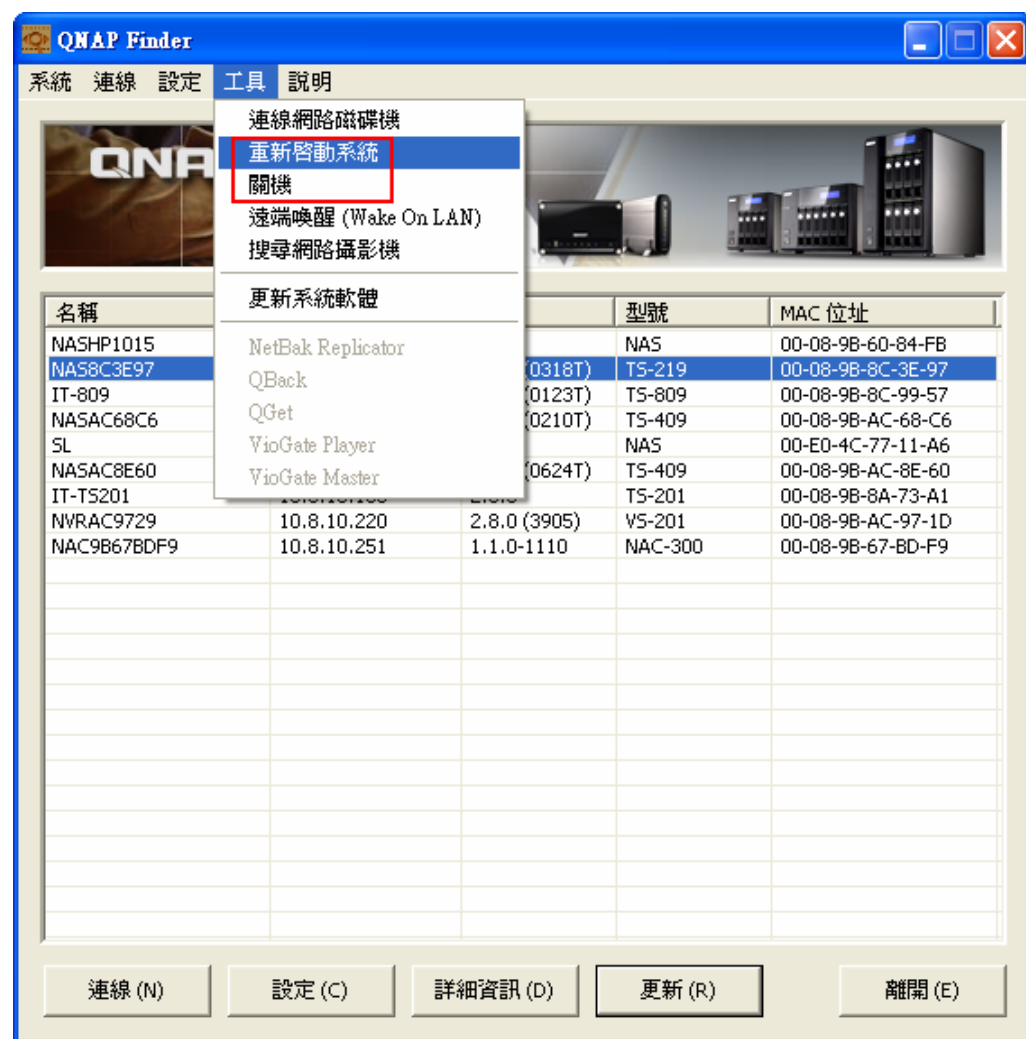 QNAP Finder
系統 連線 設定 工具 說明
連線網路磁碟機
重新啓動系統
關機
遠端喚醒 (Wake On LAN)
搜尋網路攝影機
更新系統軟體
NetBak Replicator
QBack
QGet
VioGate Player
VioGate Master
QNA
名稱 型號 MAC 位址
NASHP1015 NAS 00-08-9B-60-84-FB
NAS8C3E97 (0318T) TS-219 00-08-9B-8C-3E-97
IT-809 (0123T) TS-809 00-08-9B-8C-99-57
NASAC68C6 (0210T) TS-409 00-08-9B-AC-68-C6
SL NAS 00-E0-4C-77-11-A6
NASAC8E60 (0624T) TS-409 00-08-9B-AC-8E-60
IT-TS201 TS-201 00-08-9B-8A-73-A1
NVRAC9729 10.8.10.220 2.8.0 (3905) VS-201 00-08-9B-AC-97-1D
NAC9B67BDF9 10.8.10.251 1.1.0-1110 NAC-300 00-08-9B-67-BD-F9
連線 (N) 設定 (C) 詳細資訊 (D) 更新 (R) 離開 (E)